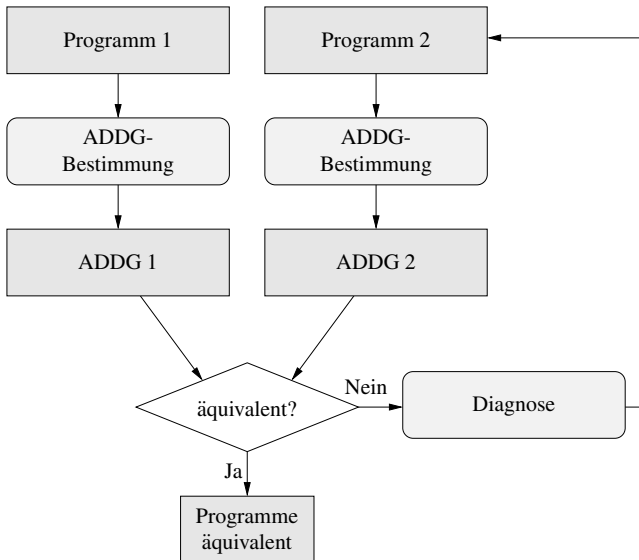 Programm 1
Programm 2
ADDG-
Bestimmung
ADDG-
Bestimmung
ADDG 1
ADDG 2
äquivalent?
Nein
Diagnose
Ja
Programme
äquivalent